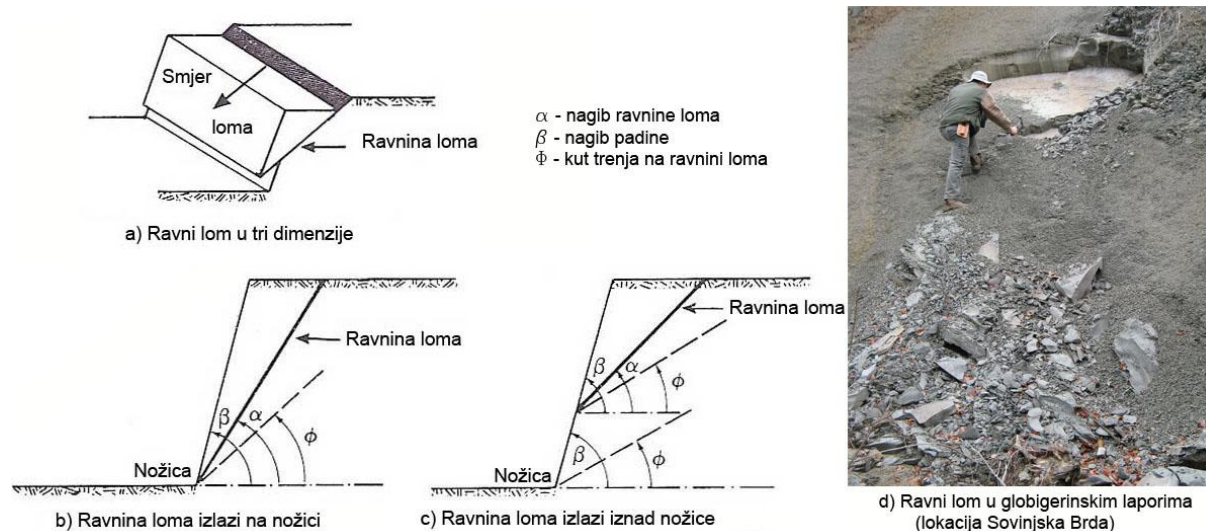 Smjer
loma
Ravnina loma
a) Ravni lom u tri dimenzije
α - nagib ravnine loma
β - nagib padine
Φ - kut trenja na ravnini loma
Ravnina loma
β
α
ϕ
Nožica
b) Ravnina loma izlazi na nožici
Ravnina loma
β
α
ϕ
β
ϕ
Nožica
c) Ravnina loma izlazi iznad nožice
d) Ravni lom u globigerinskim laporima
(lokacija Sovinjska Brda)